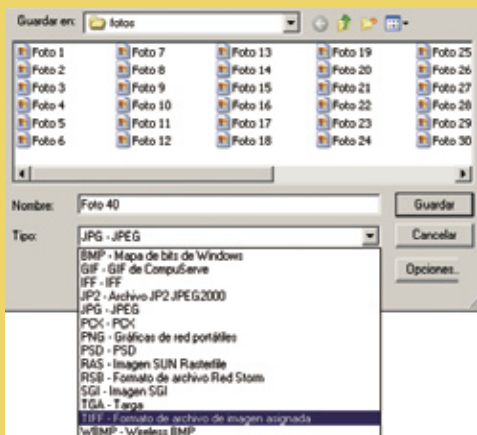 Guardar en: fotos
Foto 1 Foto 7 Foto 13 Foto 19 Foto 25
Foto 2 Foto 8 Foto 14 Foto 20 Foto 26
Foto 3 Foto 9 Foto 15 Foto 21 Foto 27
Foto 4 Foto 10 Foto 16 Foto 22 Foto 28
Foto 5 Foto 11 Foto 17 Foto 23 Foto 29
Foto 6 Foto 12 Foto 18 Foto 24 Foto 30
Nombre: Foto 40 Guardar
Tipo: JPG - JPEG Cancelar
BMP - Mapa de bits de Windows
GIF - GIF de CompuServe
IFF - IFF Opciones..
JP2 - Archivo JP2 JPEG2000
JPG - JPEG
PCX - PCX
PNG - Gráficas de red portátiles
PSD - PSD
RAS - Imagen SUN Rasterfile
RSB - Formato de archivo Red Storm
SGI - Imagen SGI
TGA - Targa
TIFF - Formato de archivo de imagen asignada
WBMP - Wireless BMP